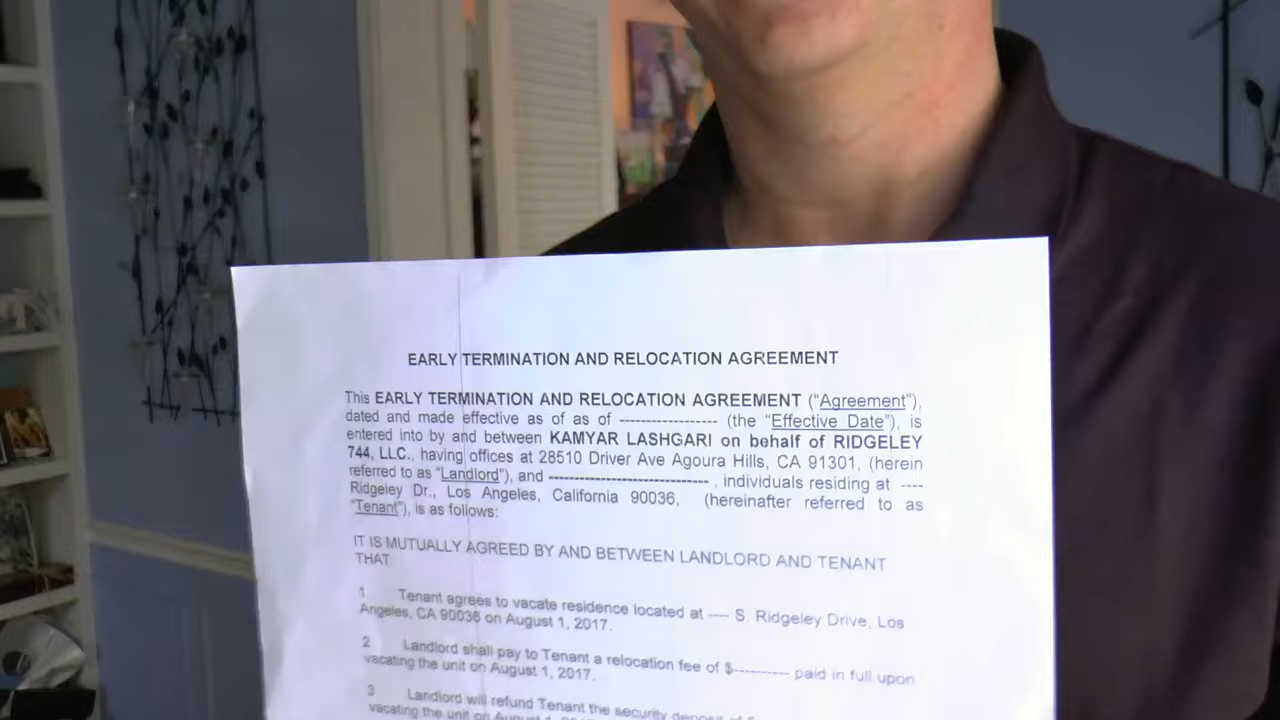 EARLY TERMINATION AND RELOCATION AGREEMENT
This EARLY TERMINATION AND RELOCATION AGREEMENT ("Agreement"),
dated and made effective as of as of ------------------ (the "Effective Date"), is
entered into by and between KAMYAR LASHGARI on behalf of RIDGELEY
744, LLC., having offices at 28510 Driver Ave Agoura Hills, CA 91301, (herein
referred to as "Landlord"), and ------------------------------ , individuals residing at ----
Ridgeley Dr., Los Angeles, California 90036, (hereinafter referred to as
"Tenant"), is as follows:
IT IS MUTUALLY AGREED BY AND BETWEEN LANDLORD AND TENANT
THAT
1 Tenant agrees to vacate residence located at ---- S. Ridgeley Drive, Los
Angeles, CA 90036 on August 1, 2017.
2 Landlord shall pay to Tenant a relocation fee of $----------- paid in full upon
vacating the unit on August 1, 2017.
3 Landlord will refund Tenant the security deposit of
vacating the unit on August 1,